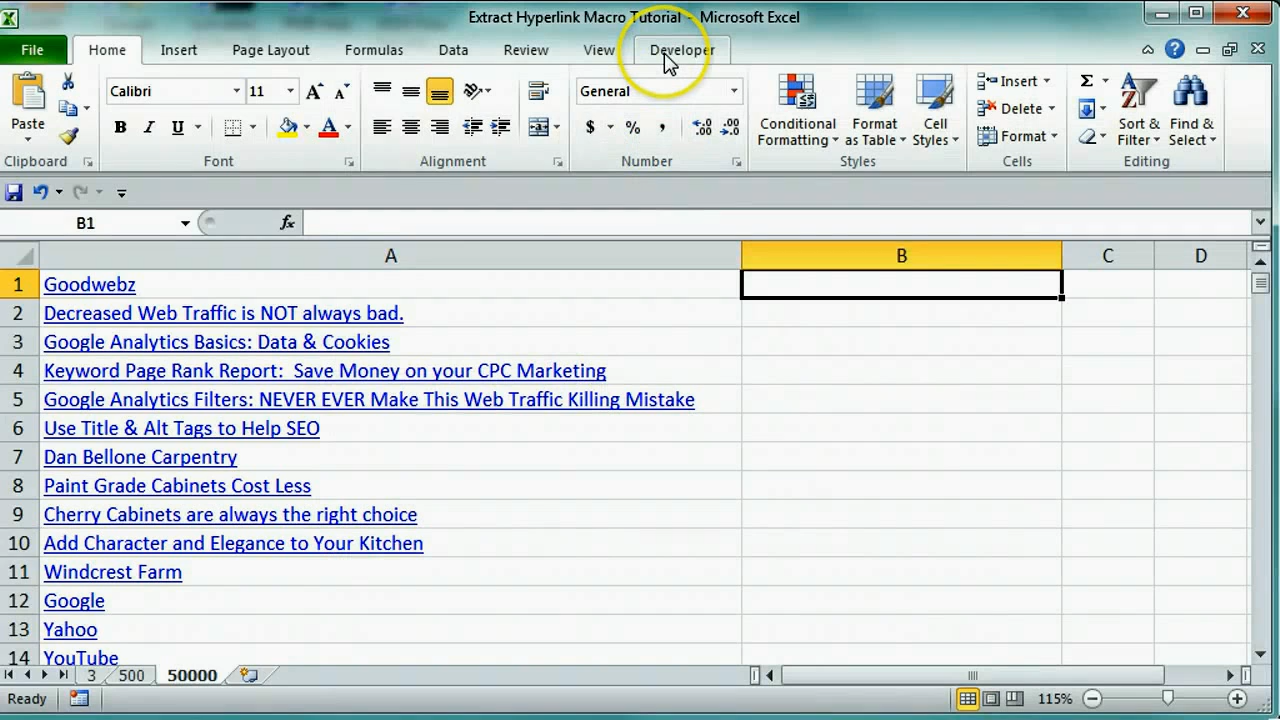 Extract Hyperlink Macro Tutorial - Microsoft Excel
File Home Insert Page Layout Formulas Data Review View Developer
Calibri 11 General Insert
Paste Conditional Formatting Format as Table Cell Styles Delete Sort & Filter Find & Select
B I U $ % , .00 .0 Format
Clipboard Font Alignment Number Styles Cells Editing
B1 fx
A B C D
1 Goodwebz
2 Decreased Web Traffic is NOT always bad.
3 Google Analytics Basics: Data & Cookies
4 Keyword Page Rank Report:  Save Money on your CPC Marketing
5 Google Analytics Filters: NEVER EVER Make This Web Traffic Killing Mistake
6 Use Title & Alt Tags to Help SEO
7 Dan Bellone Carpentry
8 Paint Grade Cabinets Cost Less
9 Cherry Cabinets are always the right choice
10 Add Character and Elegance to Your Kitchen
11 Windcrest Farm
12 Google
13 Yahoo
14 YouTube
3 500 50000
Ready 115%